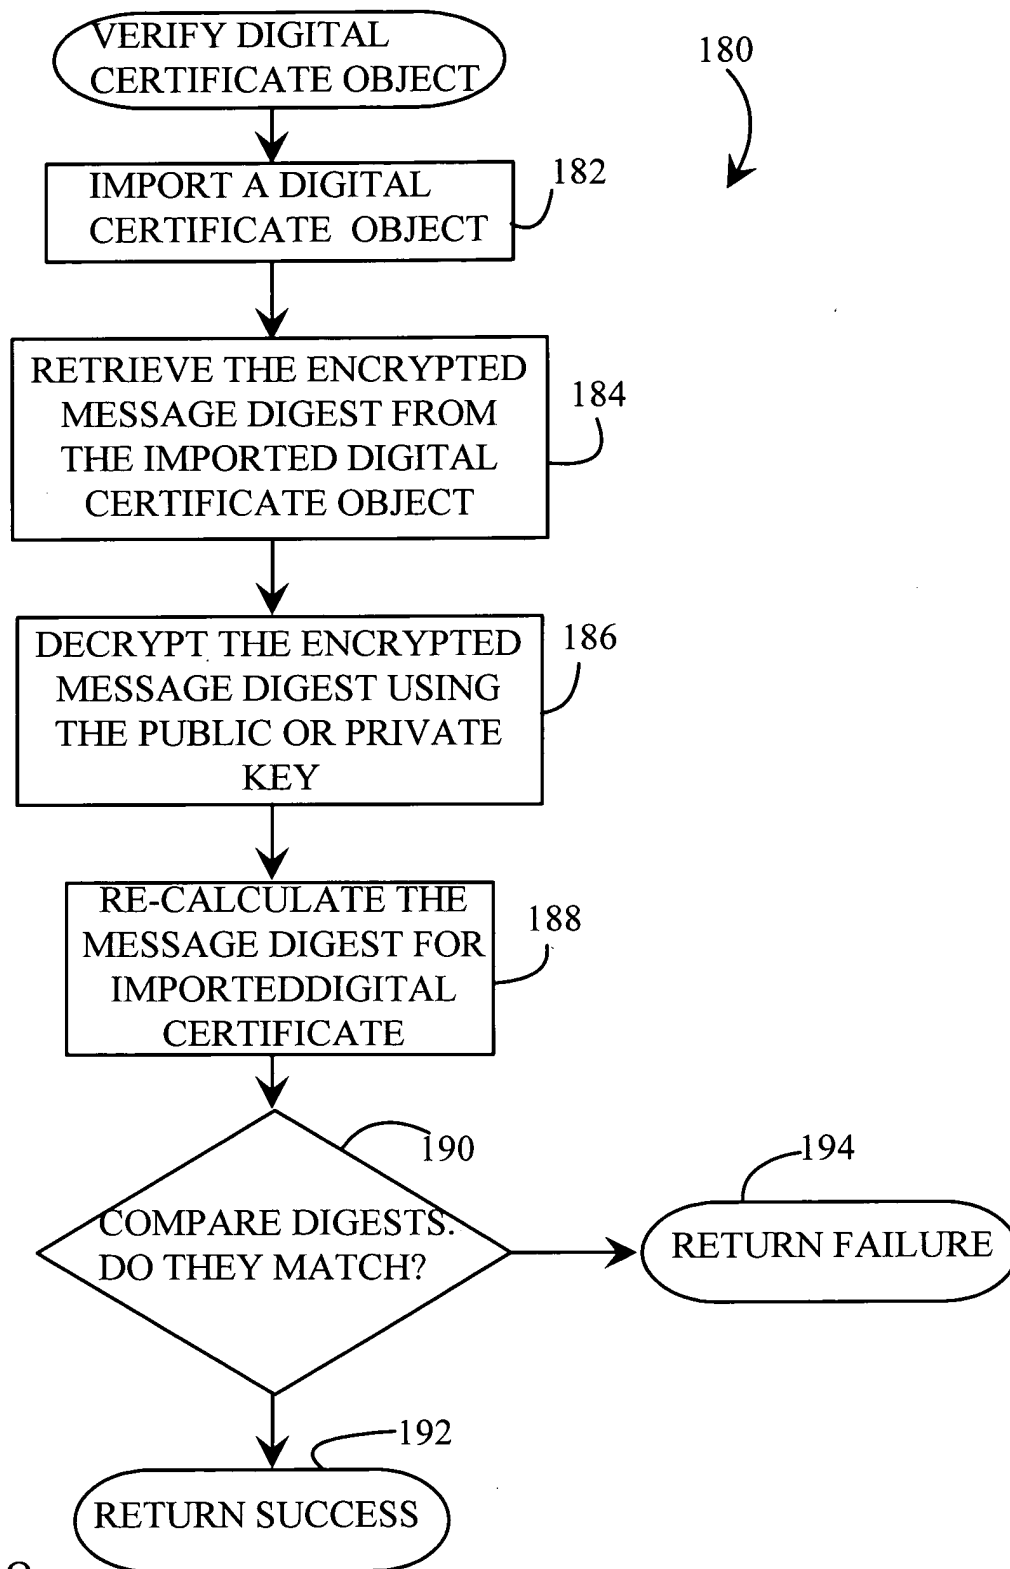 VERIFY DIGITAL
CERTIFICATE OBJECT
180
IMPORT A DIGITAL
CERTIFICATE OBJECT
182
RETRIEVE THE ENCRYPTED
MESSAGE DIGEST FROM
THE IMPORTED DIGITAL
CERTIFICATE OBJECT
184
DECRYPT THE ENCRYPTED
MESSAGE DIGEST USING
THE PUBLIC OR PRIVATE
KEY
186
RE-CALCULATE THE
MESSAGE DIGEST FOR
IMPORTEDDIGITAL
CERTIFICATE
188
190
COMPARE DIGESTS.
DO THEY MATCH?
194
RETURN FAILURE
192
RETURN SUCCESS